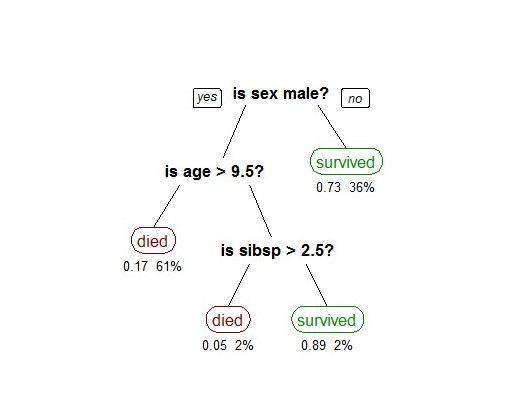 yes is sex male? no
survived
is age > 9.5?
0.73 36%
died
is sibsp > 2.5?
0.17 61%
died survived
0.05 2% 0.89 2%